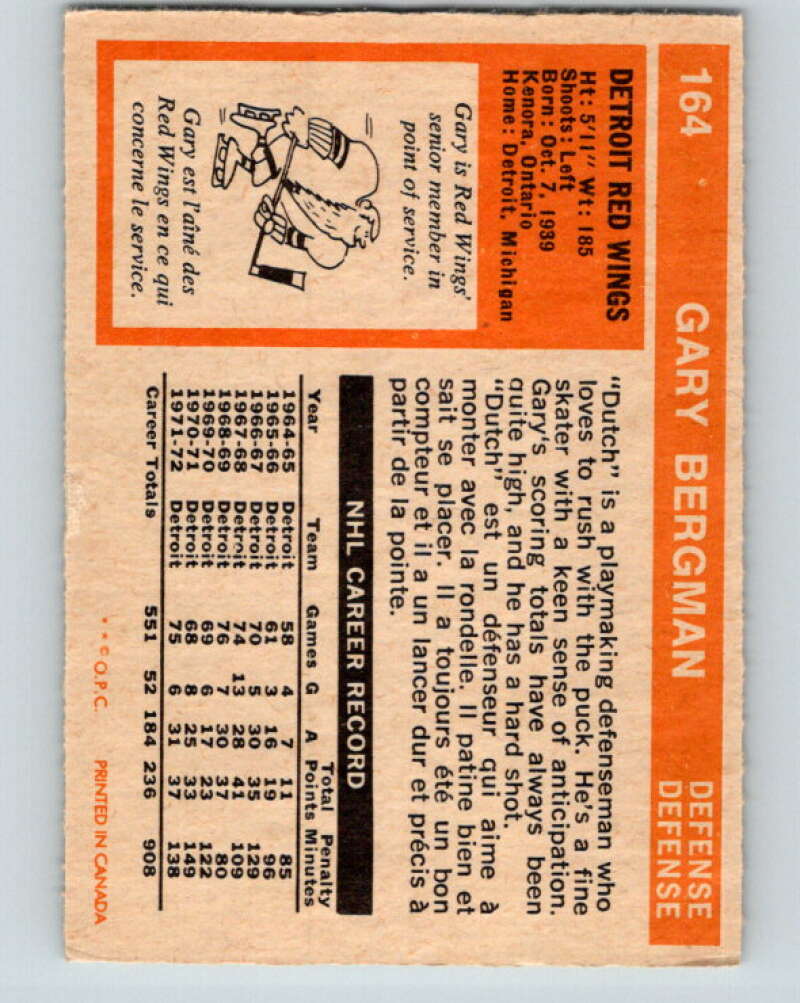 164 GARY BERGMAN DEFENSE
DEFENSE
DETROIT RED WINGS
Ht: 5'11" Wt: 185
Shoots: Left
Born: Oct. 7, 1939
Kenora, Ontario
Home: Detroit, Michigan
Gary is Red Wings'
senior member in
point of service.
Gary est l'aîné des
Red Wings en ce qui
concerne le service.
"Dutch" is a playmaking defenseman who
loves to rush with the puck. He's a fine
skater with a keen sense of anticipation.
Gary's scoring totals have always been
quite high, and he has a hard shot.
"Dutch" est un défenseur qui aime à
monter avec la rondelle. Il patine bien et
sait se placer. Il a toujours été un bon
compteur et il a un lancer dur et précis à
partir de la pointe.
NHL CAREER RECORD
Total Penalty
Year Team Games G A Points Minutes
1964-65 Detroit 58 4 7 11 85
1965-66 Detroit 61 3 16 19 96
1966-67 Detroit 70 5 30 35 129
1967-68 Detroit 74 13 28 41 109
1968-69 Detroit 76 7 30 37 80
1969-70 Detroit 69 6 17 23 122
1970-71 Detroit 68 8 25 33 149
1971-72 Detroit 75 6 31 37 138
Career Totals 551 52 184 236 908
* * © O.P.C. PRINTED IN CANADA